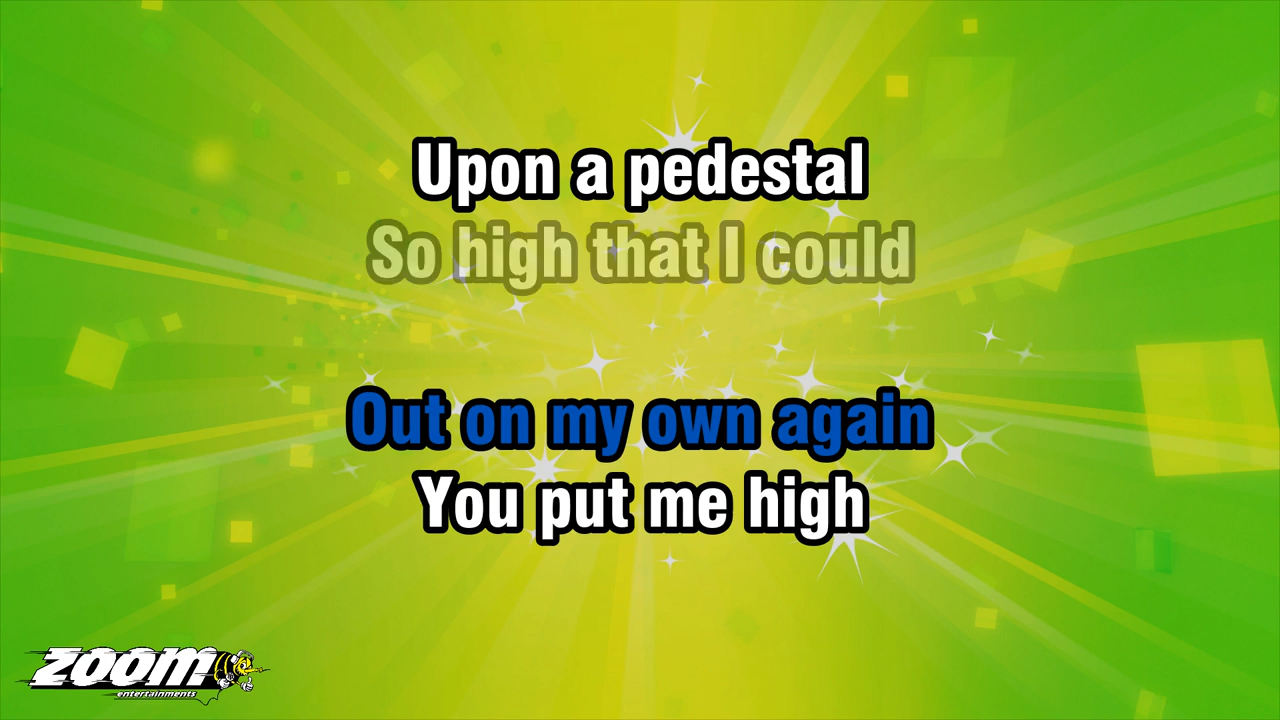 Upon a pedestal
So high that I could
Out on my own again
You put me high
ZOOM
entertainments